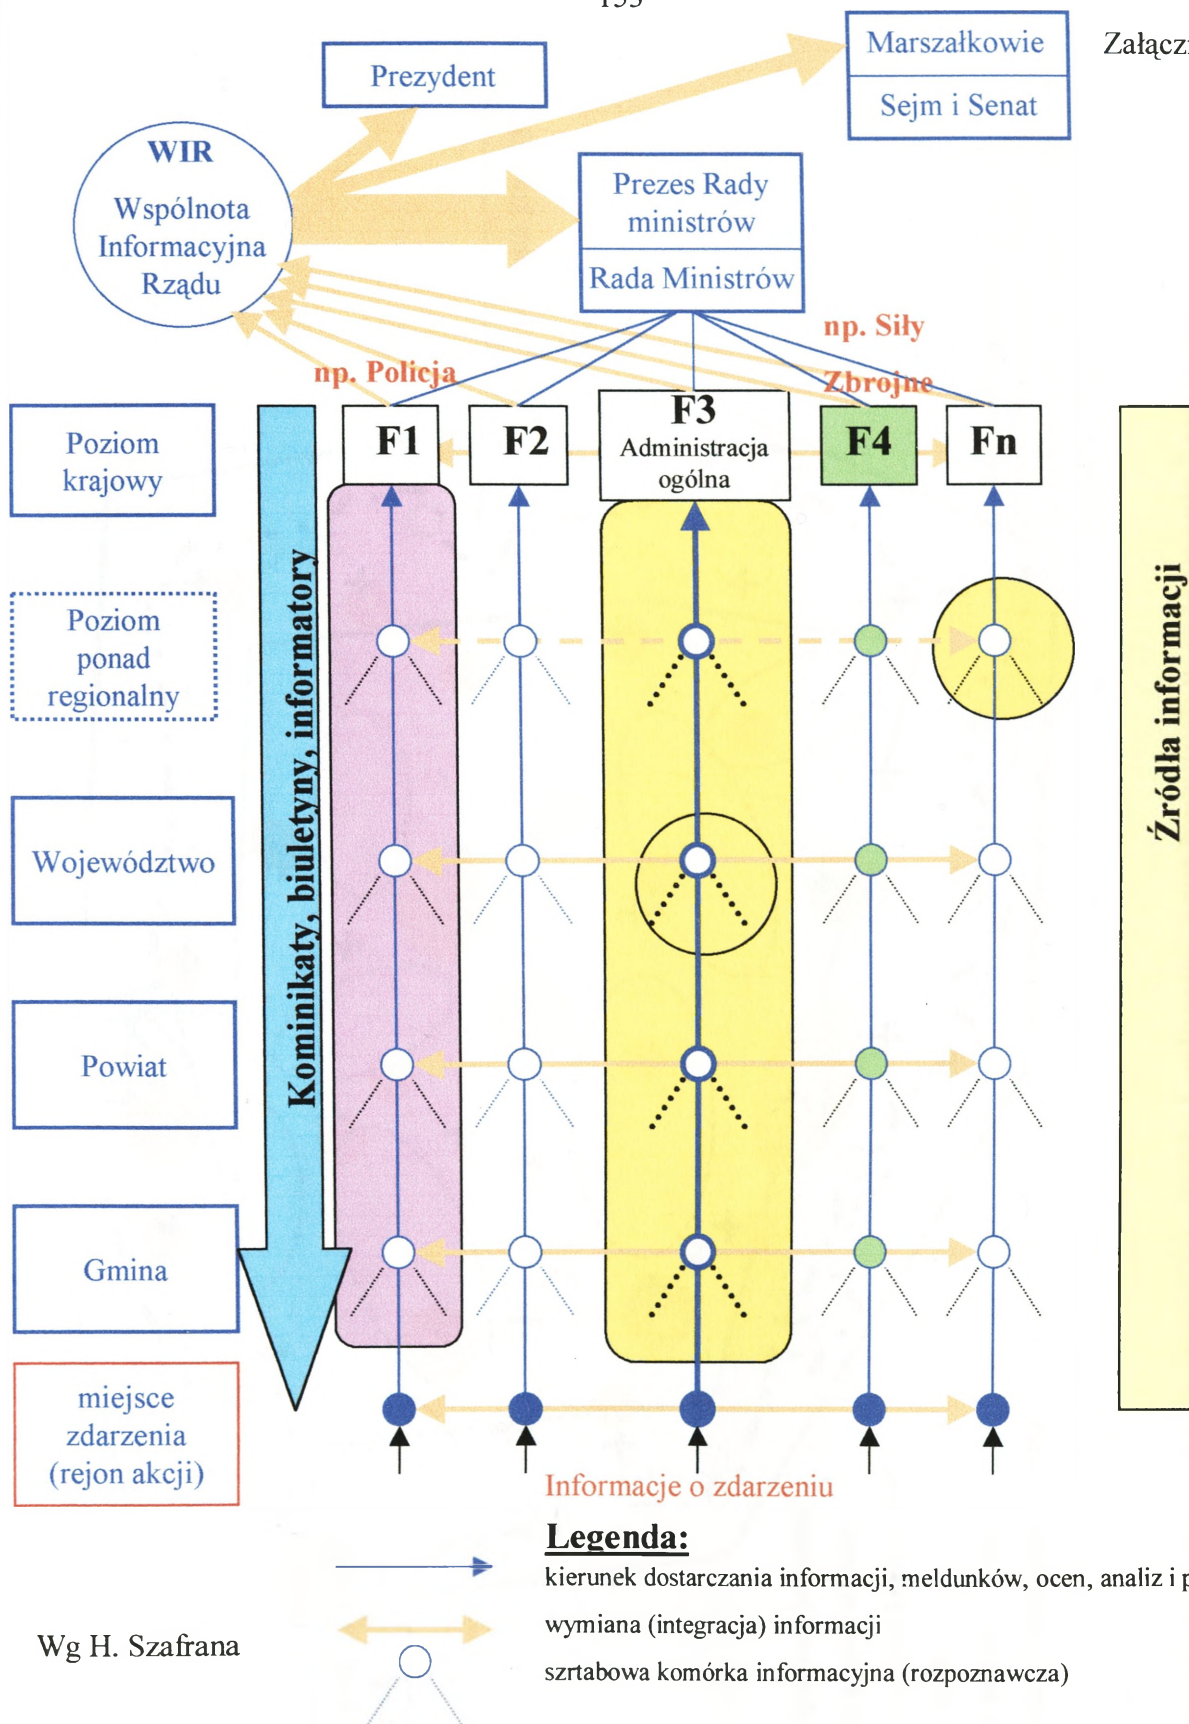 Załącz
Prezydent
Marszałkowie
Sejm i Senat
WIR
Wspólnota
Informacyjna
Rządu
Prezes Rady
ministrów
Rada Ministrów
np. Siły
Zbrojne
np. Policja
Poziom
krajowy
F1
F2
F3
Administracja
ogólna
F4
Fn
Poziom
ponad
regionalny
Województwo
Powiat
Gmina
miejsce
zdarzenia
(rejon akcji)
Kominikaty, biuletyny, informatory
Źródła informacji
Informacje o zdarzeniu
Legenda:
kierunek dostarczania informacji, meldunków, ocen, analiz i p
wymiana (integracja) informacji
szrtabowa komórka informacyjna (rozpoznawcza)
Wg H. Szafrana